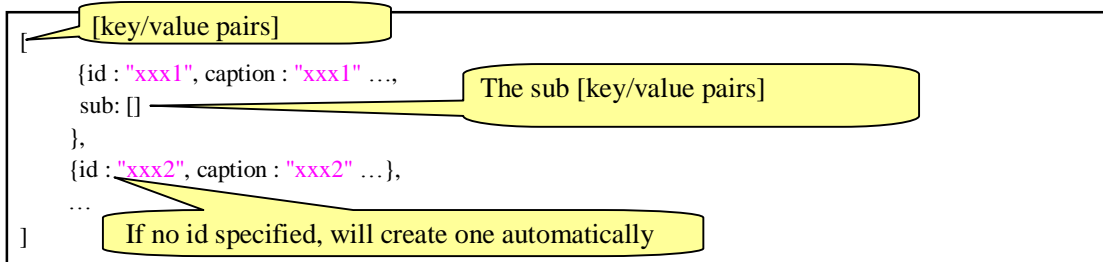 [key/value pairs]
[
{id : "xxx1", caption : "xxx1" …,
The sub [key/value pairs]
sub: []
},
{id : "xxx2", caption : "xxx2" …},
…
If no id specified, will create one automatically
]